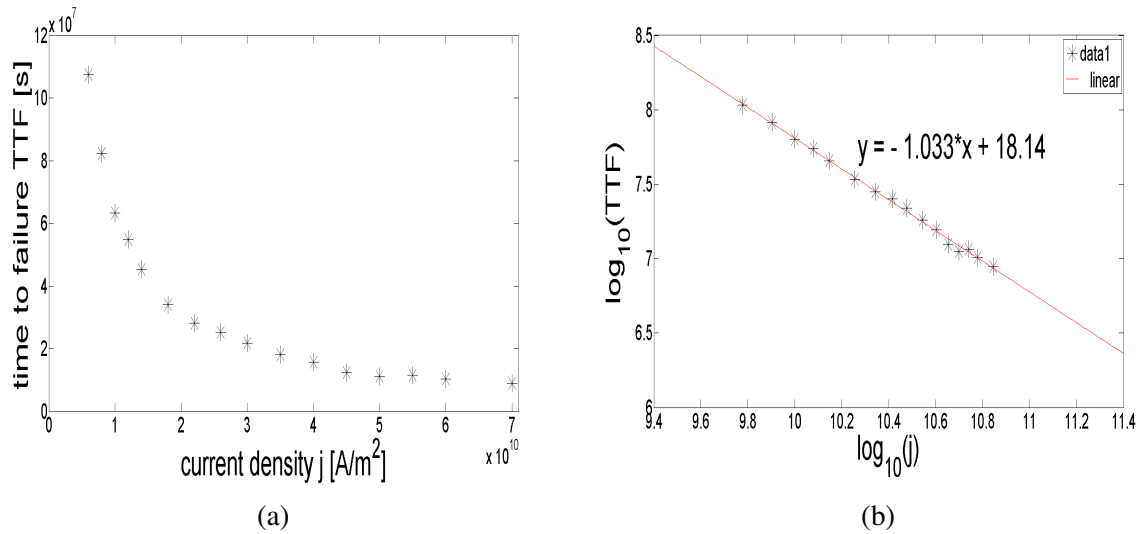 x 10^7
12
10
8
6
4
2
0
time to failure TTF [s]
0 1 2 3 4 5 6 7
x 10^10
current density j [A/m^2]
(a)
8.5
8
7.5
7
6.5
6
log_10(TTF)
data1
linear
y = - 1.033*x + 18.14
9.4 9.6 9.8 10 10.2 10.4 10.6 10.8 11 11.2 11.4
log_10(j)
(b)